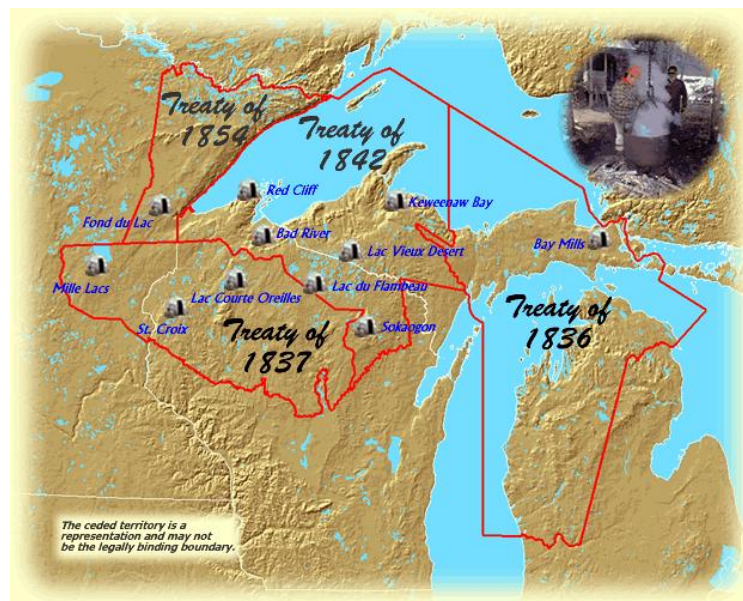 Treaty of
1854
Treaty of
1842
Red Cliff
Fond du Lac
Keweenaw Bay
Bad River
Bay Mills
Lac Vieux Desert
Mille Lacs
Lac Courte Oreilles
Lac du Flambeau
St. Croix
Sokaogon
Treaty of
1837
Treaty of
1836
The ceded territory is a
representation and may not
be the legally binding boundary.